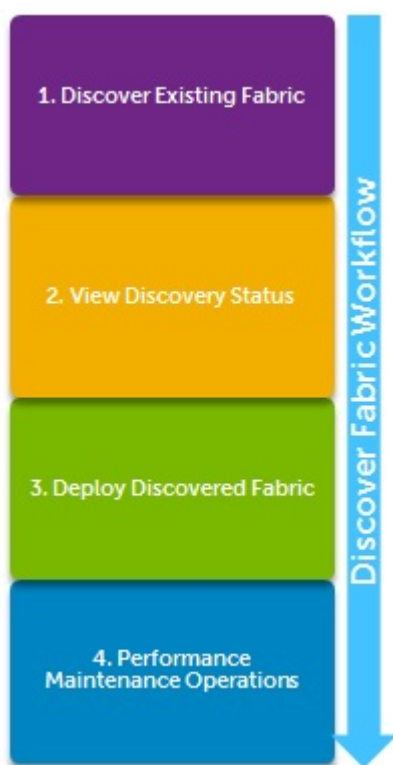 1. Discover Existing Fabric
2. View Discovery Status
3. Deploy Discovered Fabric
4. Performance
Maintenance Operations
Discover Fabric Workflow